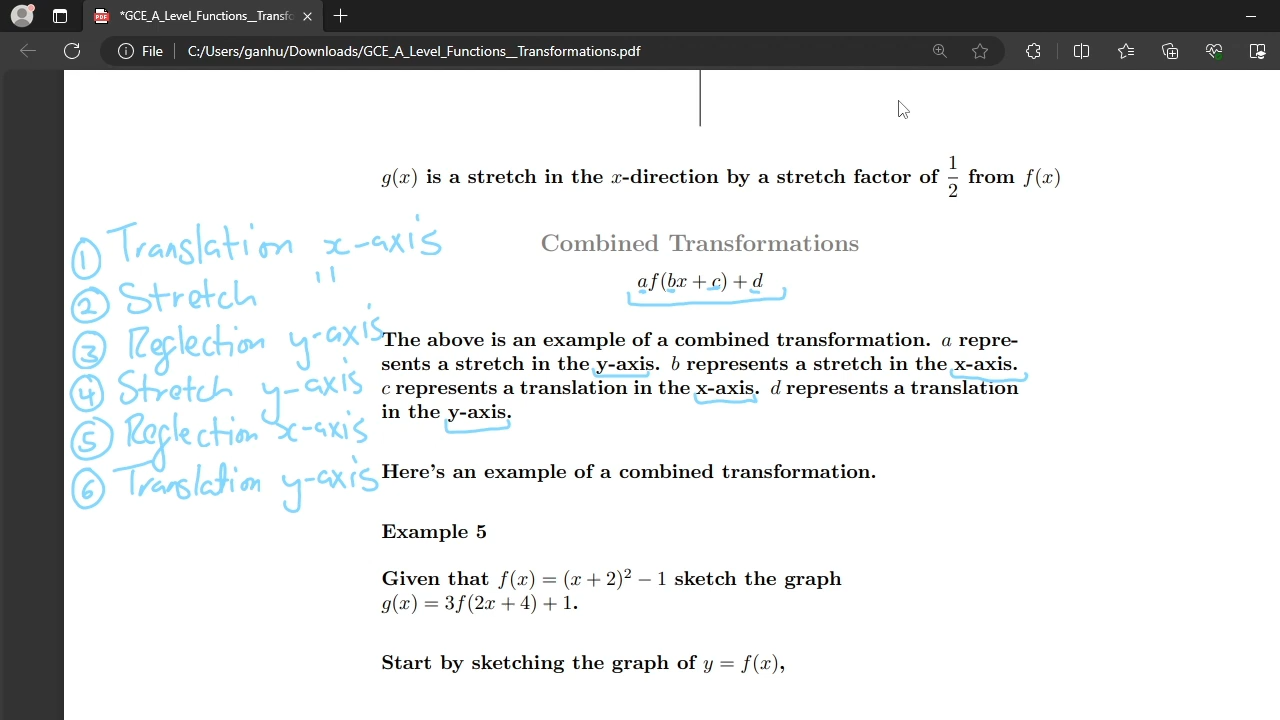 *GCE_A_Level_Functions__Transfo
File C:/Users/ganhu/Downloads/GCE_A_Level_Functions__Transformations.pdf
g(x) is a stretch in the x-direction by a stretch factor of 1/2 from f(x)
Combined Transformations
af(bx + c) + d
① Translation x-axis
② Stretch "
③ Reflection y-axis
④ Stretch y-axis
⑤ Reflection x-axis
⑥ Translation y-axis
The above is an example of a combined transformation. a repre-
sents a stretch in the y-axis. b represents a stretch in the x-axis.
c represents a translation in the x-axis. d represents a translation
in the y-axis.
Here's an example of a combined transformation.
Example 5
Given that f(x) = (x + 2)² − 1 sketch the graph
g(x) = 3f(2x + 4) + 1.
Start by sketching the graph of y = f(x),